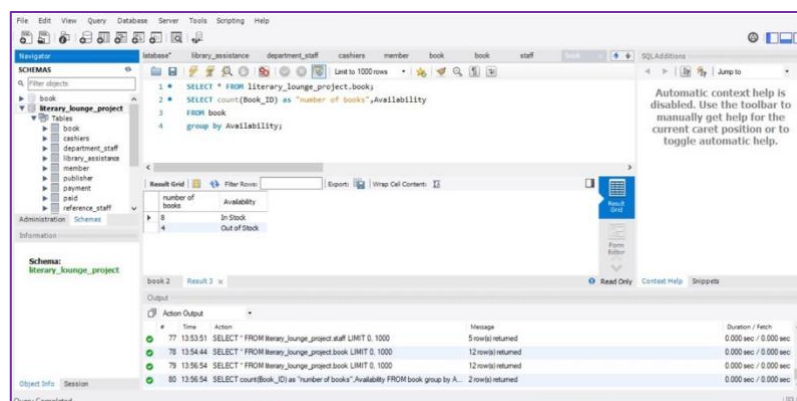 File Edit View Query Database Server Tools Scripting Help
Navigator
SCHEMAS
Filter objects
book
literary_lounge_project
Tables
book
cashiers
department_staff
library_assistance
member
publisher
payment
paid
reference_staff
Administration Schemas
Information
Schema:
literary_lounge_project
Object Info Session
library_assistance department_staff cashiers member book book staff book
Limit to 1000 rows
1 SELECT * FROM literary_lounge_project.book;
2 SELECT count(Book_ID) as "number of books",Availability
3 FROM book
4 group by Availability;
Result Grid Filter Rows: Export: Wrap Cell Content:
number of books Availability
8 In Stock
4 Out of Stock
Result Grid
Form Editor
book 2 Result 3 Read Only
Output
Action Output
# Time Action Message Duration / Fetch
77 13:53:51 SELECT * FROM literary_lounge_project.staff LIMIT 0, 1000 5 row(s) returned 0.000 sec / 0.000 sec
78 13:54:44 SELECT * FROM literary_lounge_project.book LIMIT 0, 1000 12 row(s) returned 0.000 sec / 0.000 sec
79 13:56:54 SELECT * FROM literary_lounge_project.book LIMIT 0, 1000 12 row(s) returned 0.000 sec / 0.000 sec
80 13:56:54 SELECT count(Book_ID) as "number of books",Availability FROM book group by A... 2 row(s) returned 0.000 sec / 0.000 sec
SQLAdditions
Jump to
Automatic context help is
disabled. Use the toolbar to
manually get help for the
current caret position or to
toggle automatic help.
Context Help Snippets
Query Completed